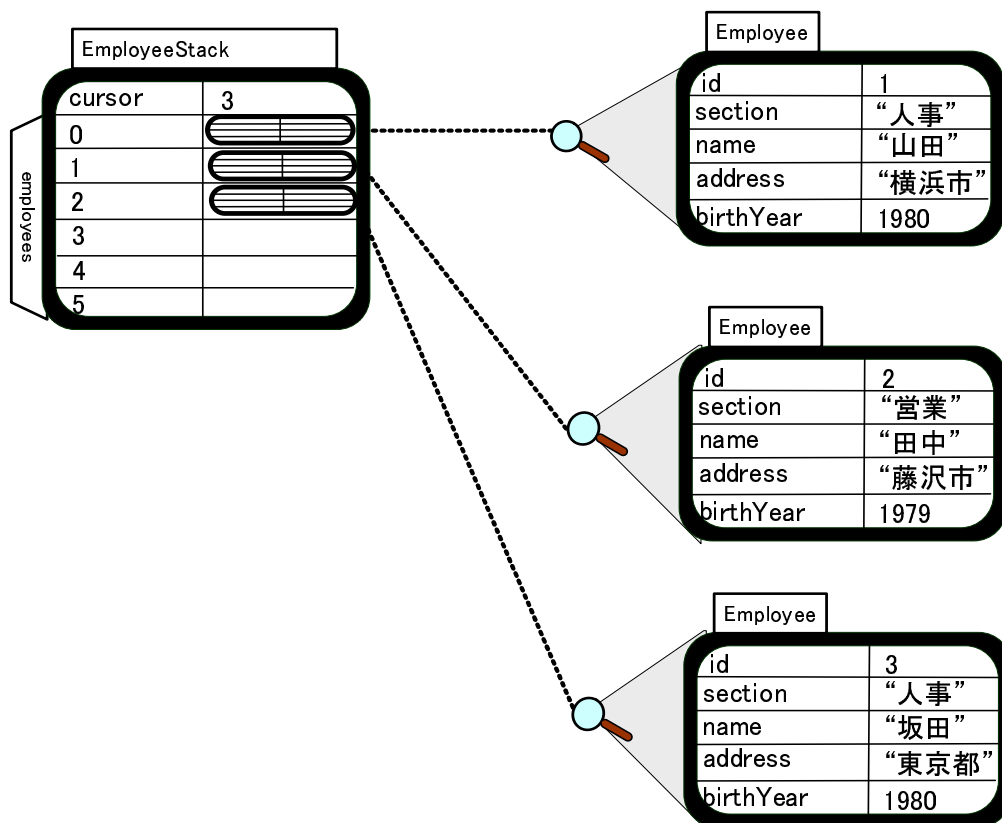 EmployeeStack
cursor 3
0
1
2
3
4
5
employees
Employee
id 1
section “人事”
name “山田”
address “横浜市”
birthYear 1980
Employee
id 2
section “営業”
name “田中”
address “藤沢市”
birthYear 1979
Employee
id 3
section “人事”
name “坂田”
address “東京都”
birthYear 1980